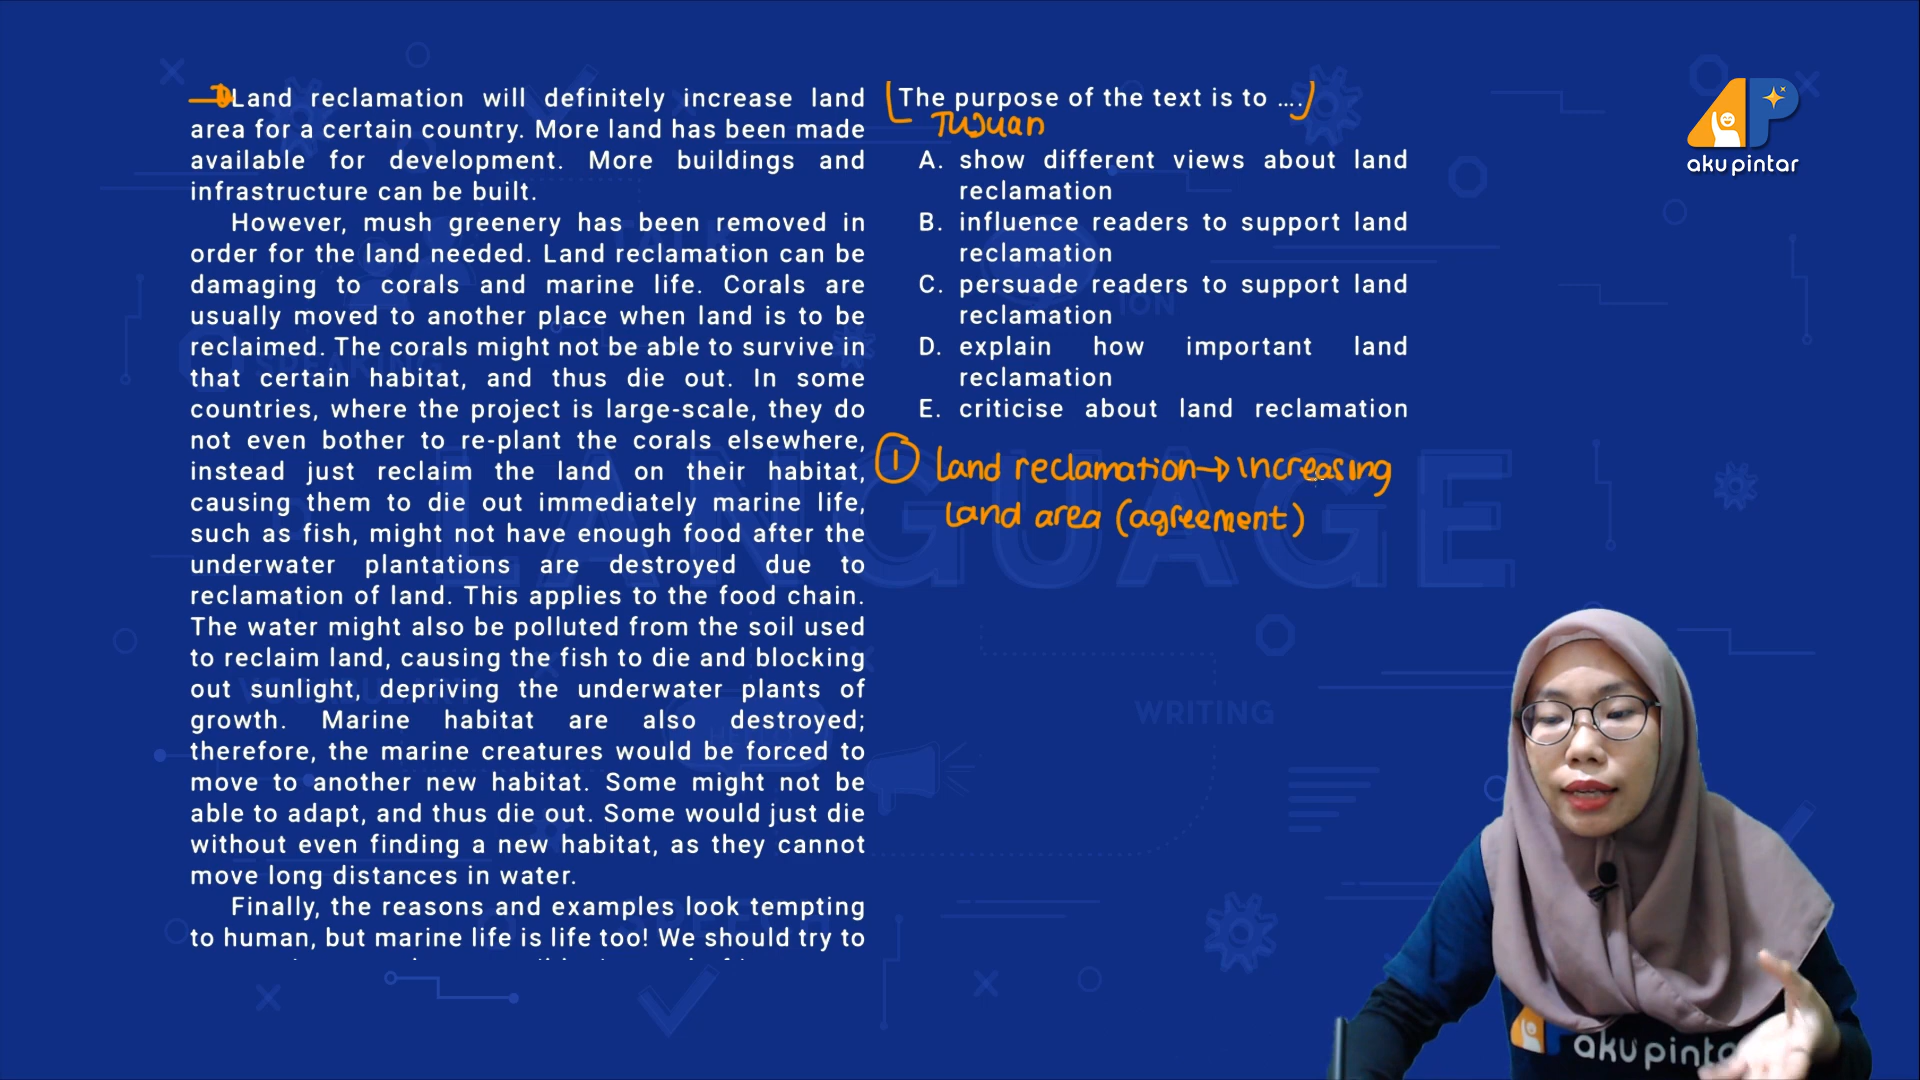 Land reclamation will definitely increase land
area for a certain country. More land has been made
available for development. More buildings and
infrastructure can be built.
However, mush greenery has been removed in
order for the land needed. Land reclamation can be
damaging to corals and marine life. Corals are
usually moved to another place when land is to be
reclaimed. The corals might not be able to survive in
that certain habitat, and thus die out. In some
countries, where the project is large-scale, they do
not even bother to re-plant the corals elsewhere,
instead just reclaim the land on their habitat,
causing them to die out immediately marine life,
such as fish, might not have enough food after the
underwater plantations are destroyed due to
reclamation of land. This applies to the food chain.
The water might also be polluted from the soil used
to reclaim land, causing the fish to die and blocking
out sunlight, depriving the underwater plants of
growth. Marine habitat are also destroyed;
therefore, the marine creatures would be forced to
move to another new habitat. Some might not be
able to adapt, and thus die out. Some would just die
without even finding a new habitat, as they cannot
move long distances in water.
Finally, the reasons and examples look tempting
to human, but marine life is life too! We should try to
The purpose of the text is to ....
Tujuan
A. show different views about land
reclamation
B. influence readers to support land
reclamation
C. persuade readers to support land
reclamation
D. explain how important land
reclamation
E. criticise about land reclamation
1 Land reclamation → increasing
Land area (agreement)
LANGUAGE
WRITING
AP
aku pintar
aku pinta